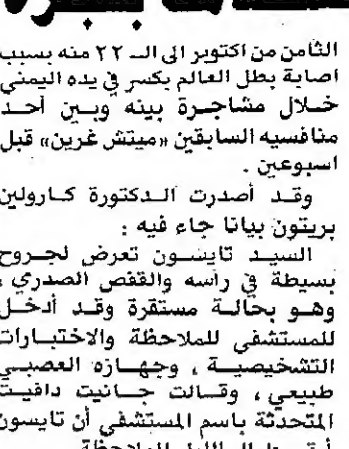 الثامن من اكتوبر الى الـ ٢٢ منه بسبب
اصابة بطل العالم بكسر في يده اليمني
خلال مشاجرة بينه وبين أحد
منافسيه السابقين «ميتش غرين» قبل
اسبوعين .
وقد أصدرت الدكتورة كارولين
بريتون بيانا جاء فيه :
السيد تايسون تعرض لجروح
بسيطة في راسه والقفص الصدري ،
وهو بحالة مستقرة وقد أدخل
للمستشفي للملاحظة والاختبارات
التشخيصية ، وجهازه العصبي
طبيعي ، وقالت جانيت دافيت
المتحدثة باسم المستشفى أن تايسون